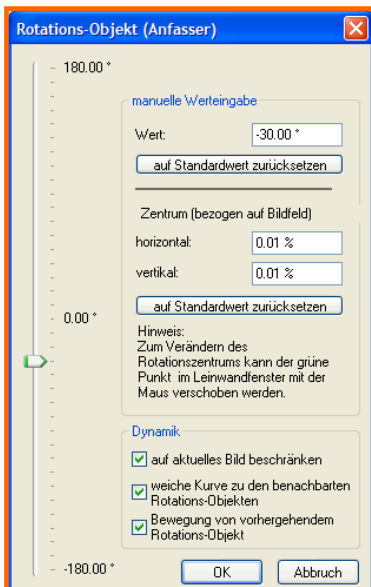 Rotations-Objekt (Anfasser)
180.00 °
manuelle Werteingabe
Wert:
-30.00 °
auf Standardwert zurücksetzen
Zentrum (bezogen auf Bildfeld)
horizontal:
0.01 %
vertikal:
0.01 %
auf Standardwert zurücksetzen
0.00 °
Hinweis:
Zum Verändern des
Rotationszentrums kann der grüne
Punkt im Leinwandfenster mit der
Maus verschoben werden.
Dynamik
auf aktuelles Bild beschränken
weiche Kurve zu den benachbarten
Rotations-Objekten
Bewegung von vorhergehendem
Rotations-Objekt
-180.00 °
OK
Abbruch